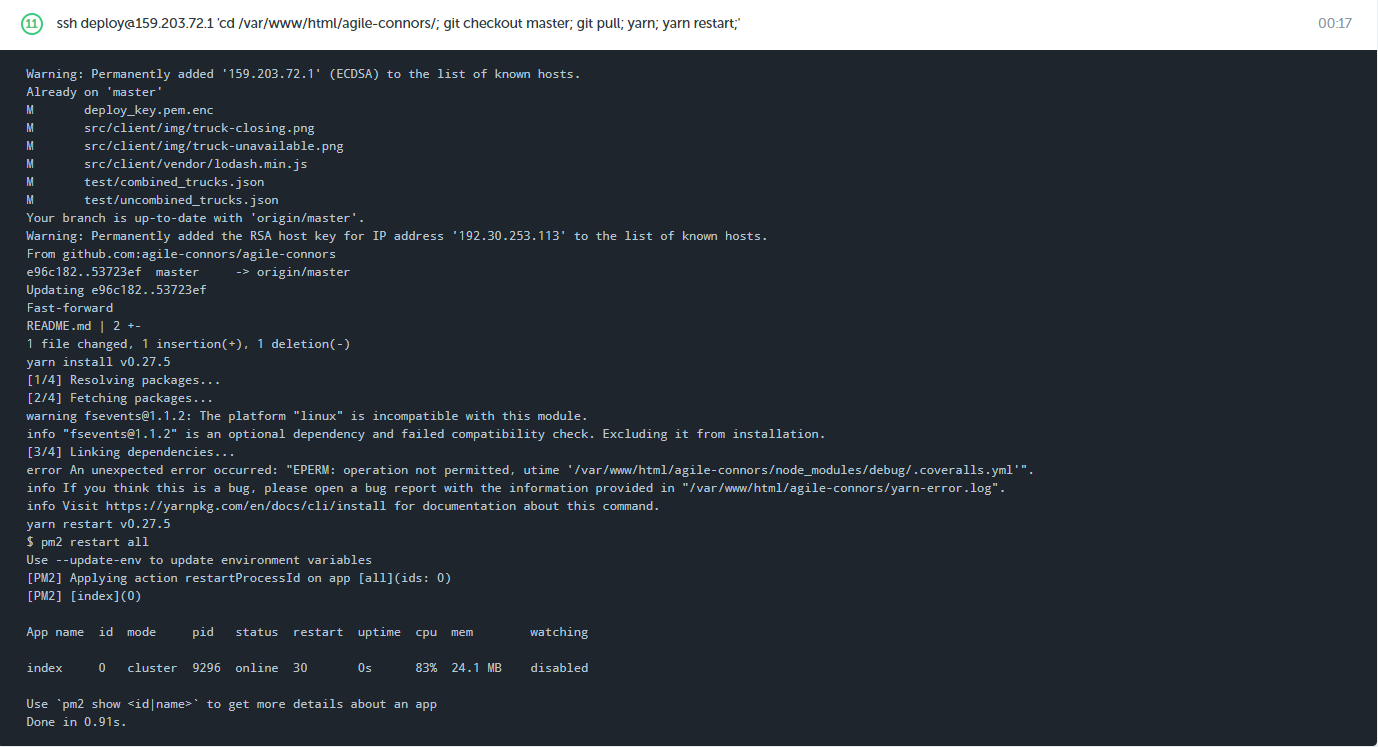 11 ssh deploy@159.203.72.1 'cd /var/www/html/agile-connors/; git checkout master; git pull; yarn; yarn restart;' 00:17
Warning: Permanently added '159.203.72.1' (ECDSA) to the list of known hosts.
Already on 'master'
M deploy_key.pem.enc
M src/client/img/truck-closing.png
M src/client/img/truck-unavailable.png
M src/client/vendor/lodash.min.js
M test/combined_trucks.json
M test/uncombined_trucks.json
Your branch is up-to-date with 'origin/master'.
Warning: Permanently added the RSA host key for IP address '192.30.253.113' to the list of known hosts.
From github.com:agile-connors/agile-connors
e96c182..53723ef master -> origin/master
Updating e96c182..53723ef
Fast-forward
README.md | 2 +-
1 file changed, 1 insertion(+), 1 deletion(-)
yarn install v0.27.5
[1/4] Resolving packages...
[2/4] Fetching packages...
warning fsevents@1.1.2: The platform "linux" is incompatible with this module.
info "fsevents@1.1.2" is an optional dependency and failed compatibility check. Excluding it from installation.
[3/4] Linking dependencies...
error An unexpected error occurred: "EPERM: operation not permitted, utime '/var/www/html/agile-connors/node_modules/debug/.coveralls.yml'".
info If you think this is a bug, please open a bug report with the information provided in "/var/www/html/agile-connors/yarn-error.log".
info Visit https://yarnpkg.com/en/docs/cli/install for documentation about this command.
yarn restart v0.27.5
$ pm2 restart all
Use --update-env to update environment variables
[PM2] Applying action restartProcessId on app [all](ids: 0)
[PM2] [index](0)
App name id mode pid status restart uptime cpu mem watching
index 0 cluster 9296 online 30 0s 83% 24.1 MB disabled
Use `pm2 show <id|name>` to get more details about an app
Done in 0.91s.